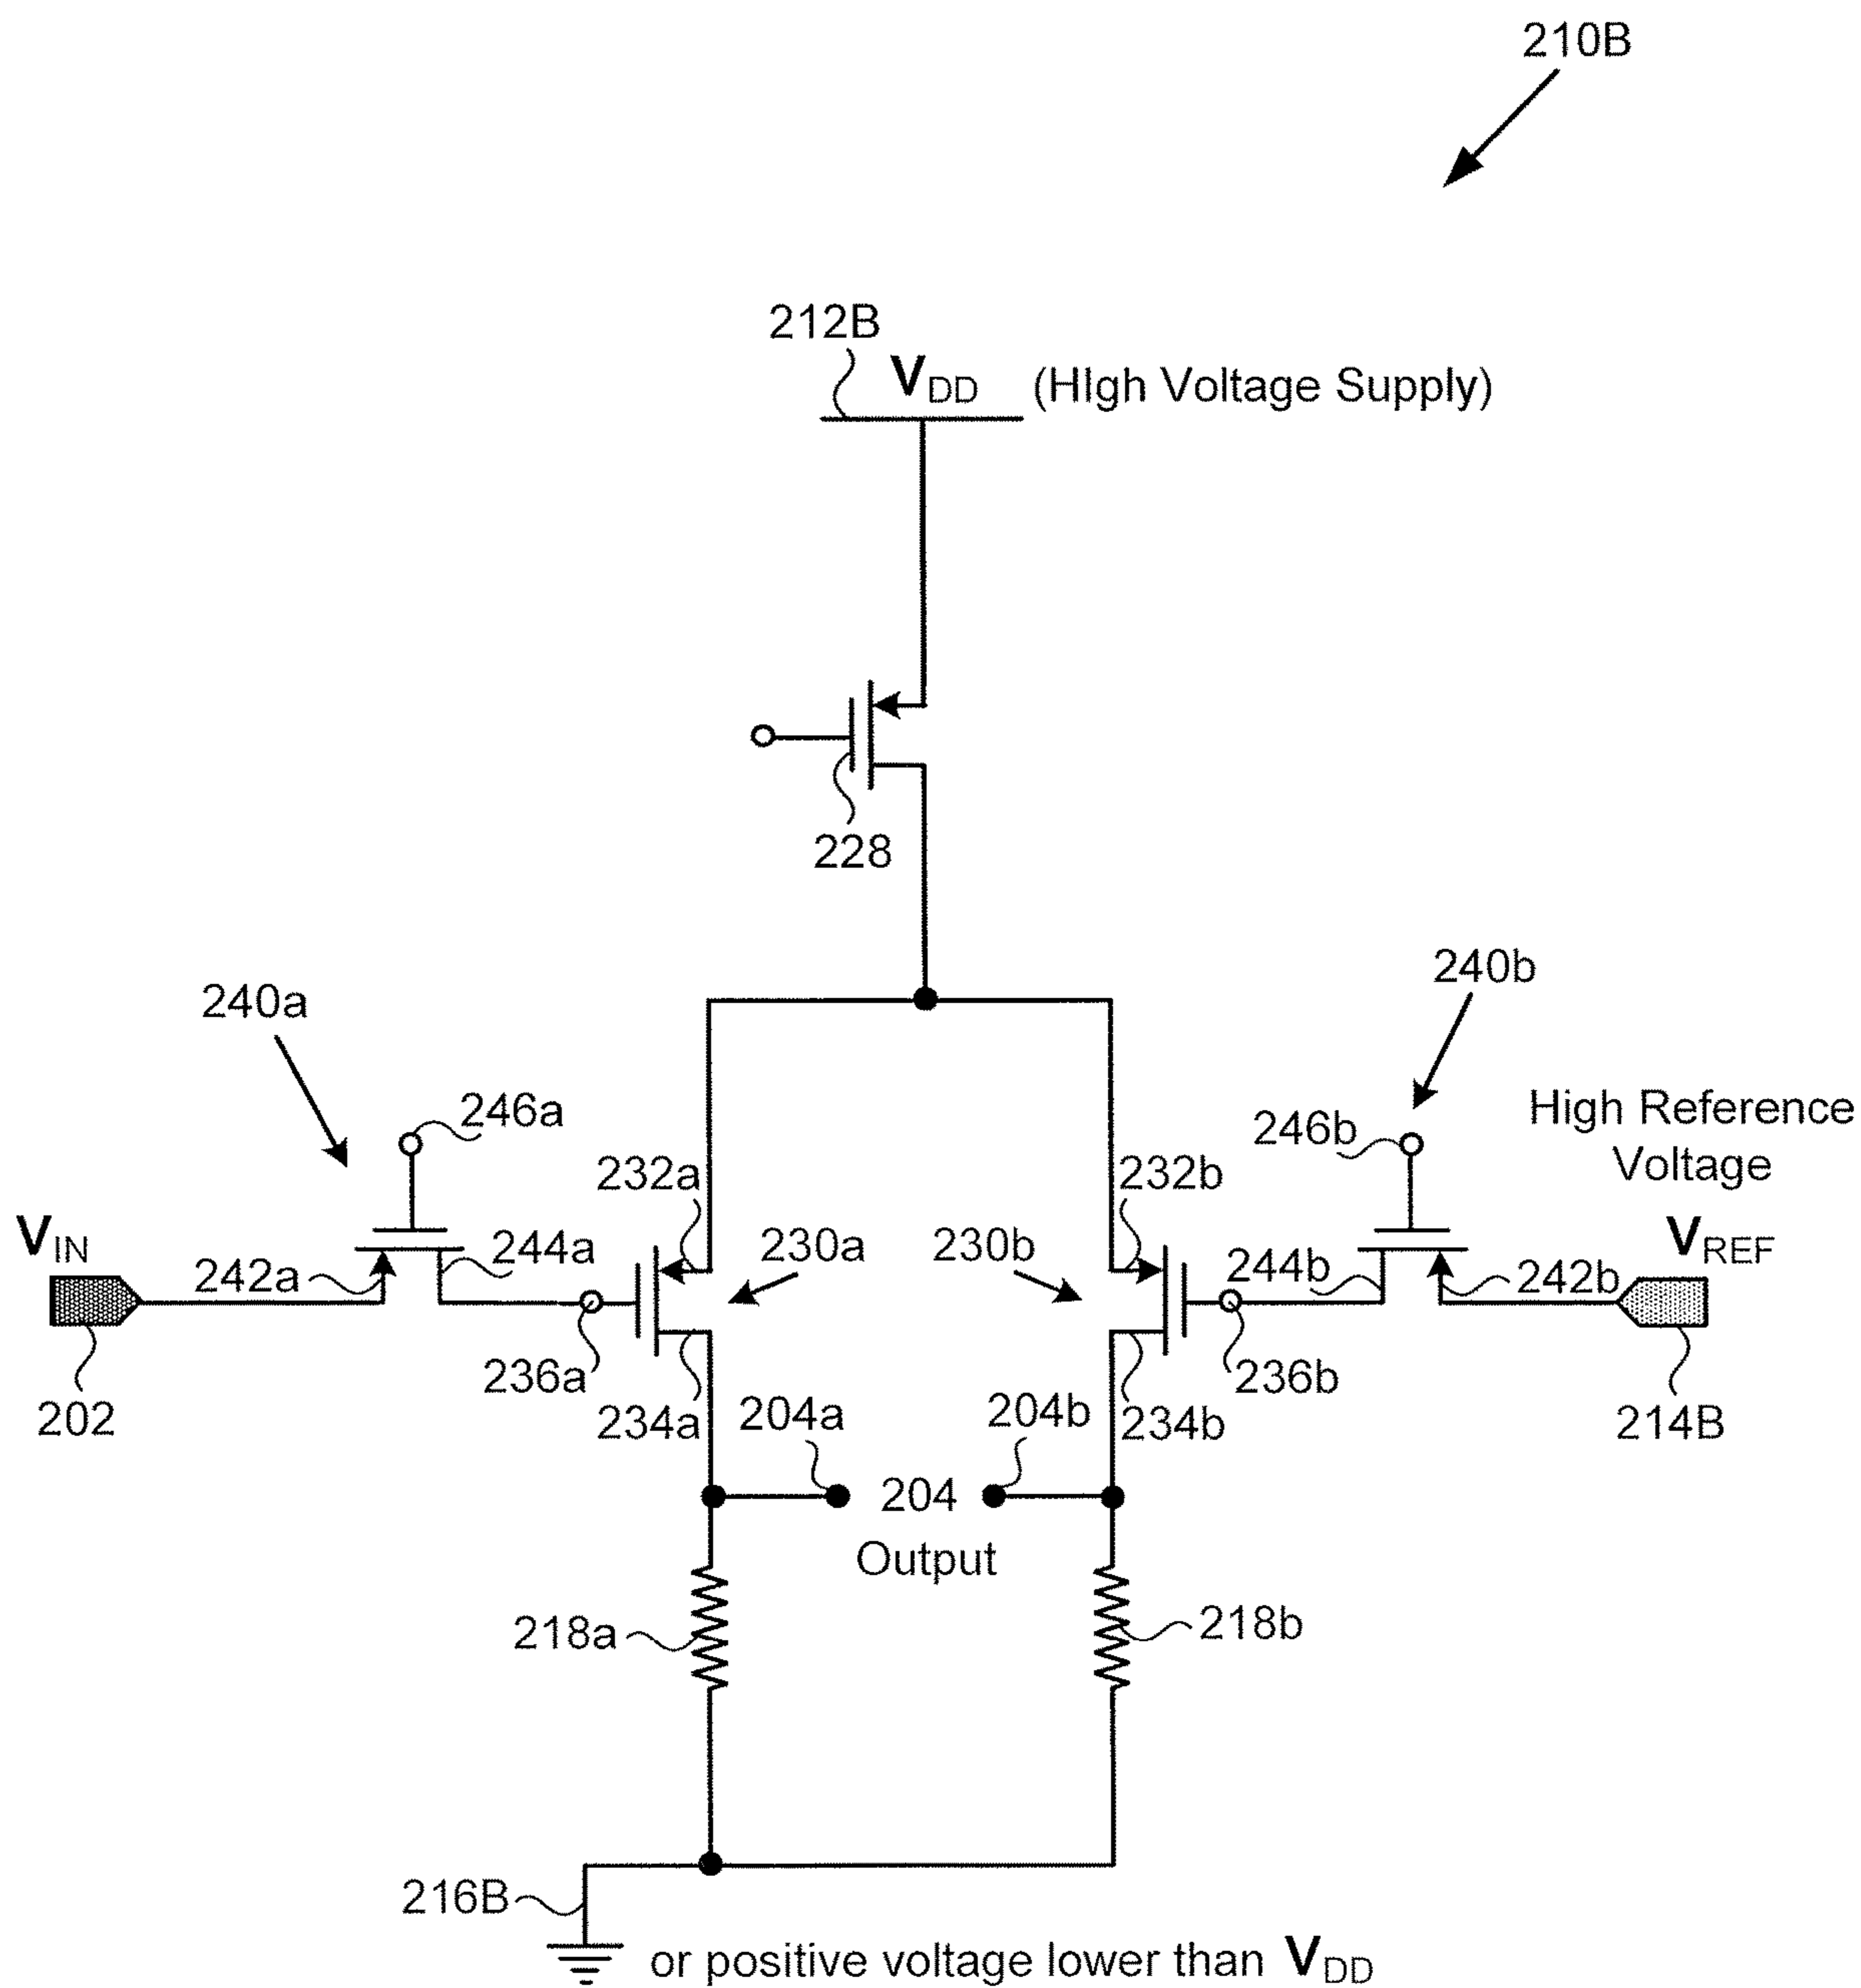 210B
212B
VDD (HIgh Voltage Supply)
228
240a
240b
246a
246b
High Reference
Voltage
232a
232b
VIN
242a
244a
230a
230b
244b
242b
VREF
202
236a
234a
204a
204b
234b
236b
214B
204
Output
218a
218b
216B
or positive voltage lower than VDD